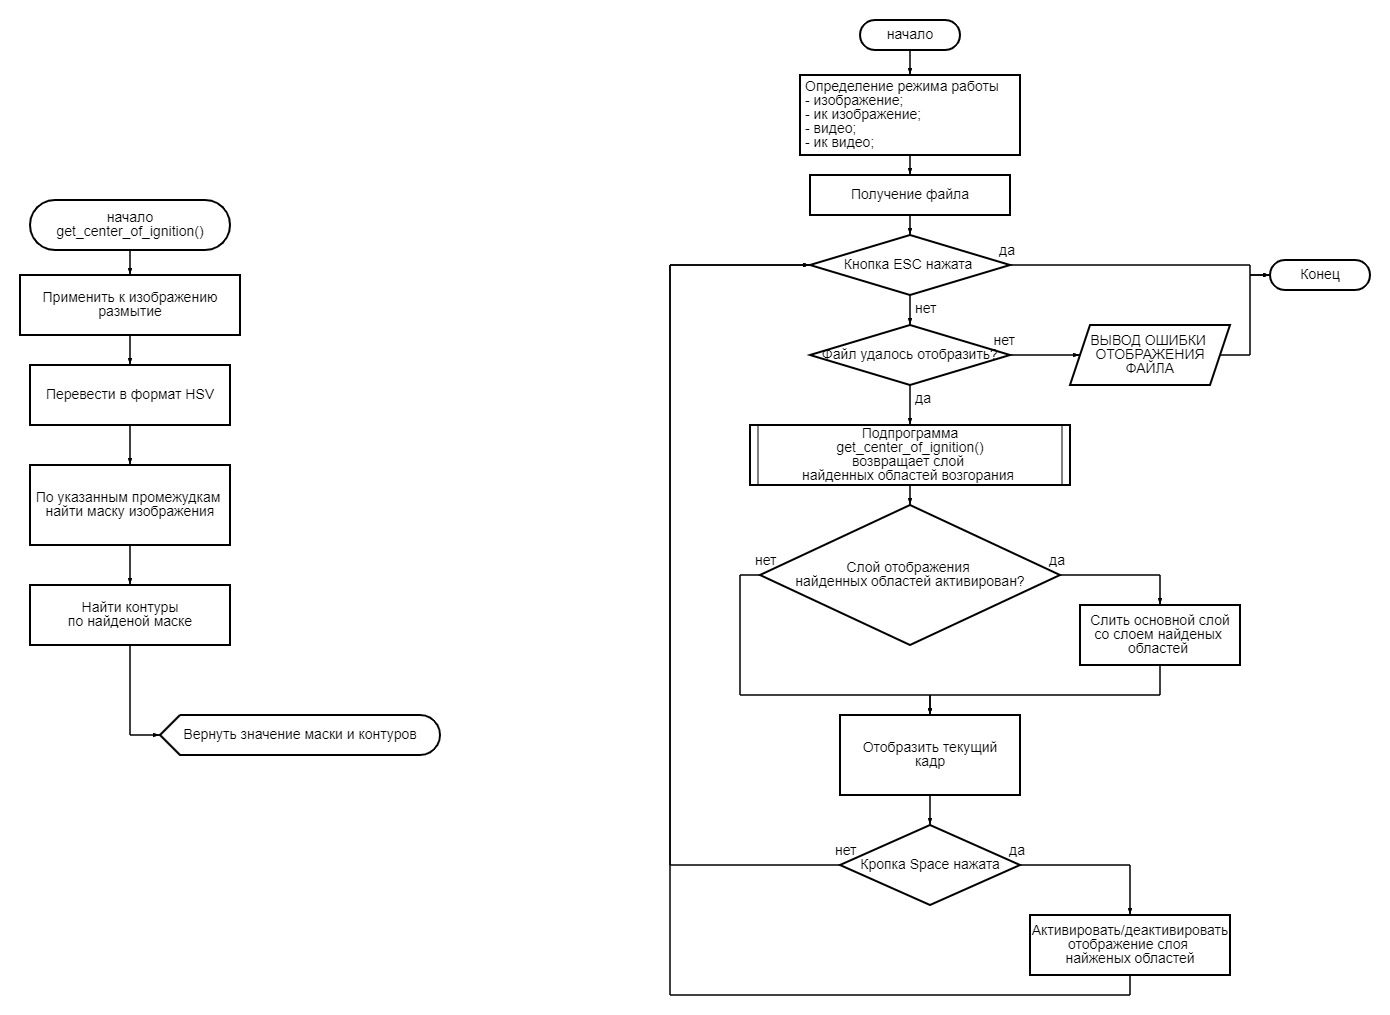 начало
get_center_of_ignition()
Применить к изображению
размытие
Перевести в формат HSV
По указанным промежудкам
найти маску изображения
Найти контуры
по найденой маске
Вернуть значение маски и контуров
начало
Определение режима работы
- изображение;
- ик изображение;
- видео;
- ик видео;
Получение файла
да
Кнопка ESC нажата
Конец
нет
нет
Файл удалось отобразить?
ВЫВОД ОШИБКИ
ОТОБРАЖЕНИЯ
ФАЙЛА
да
Подпрограмма
get_center_of_ignition()
возвращает слой
найденных областей возгорания
нет
да
Слой отображения
найденных областей активирован?
Слить основной слой
со слоем найденых
областей
Отобразить текущий
кадр
нет
да
Кропка Space нажата
Активировать/деактивировать
отображение слоя
найженых областей